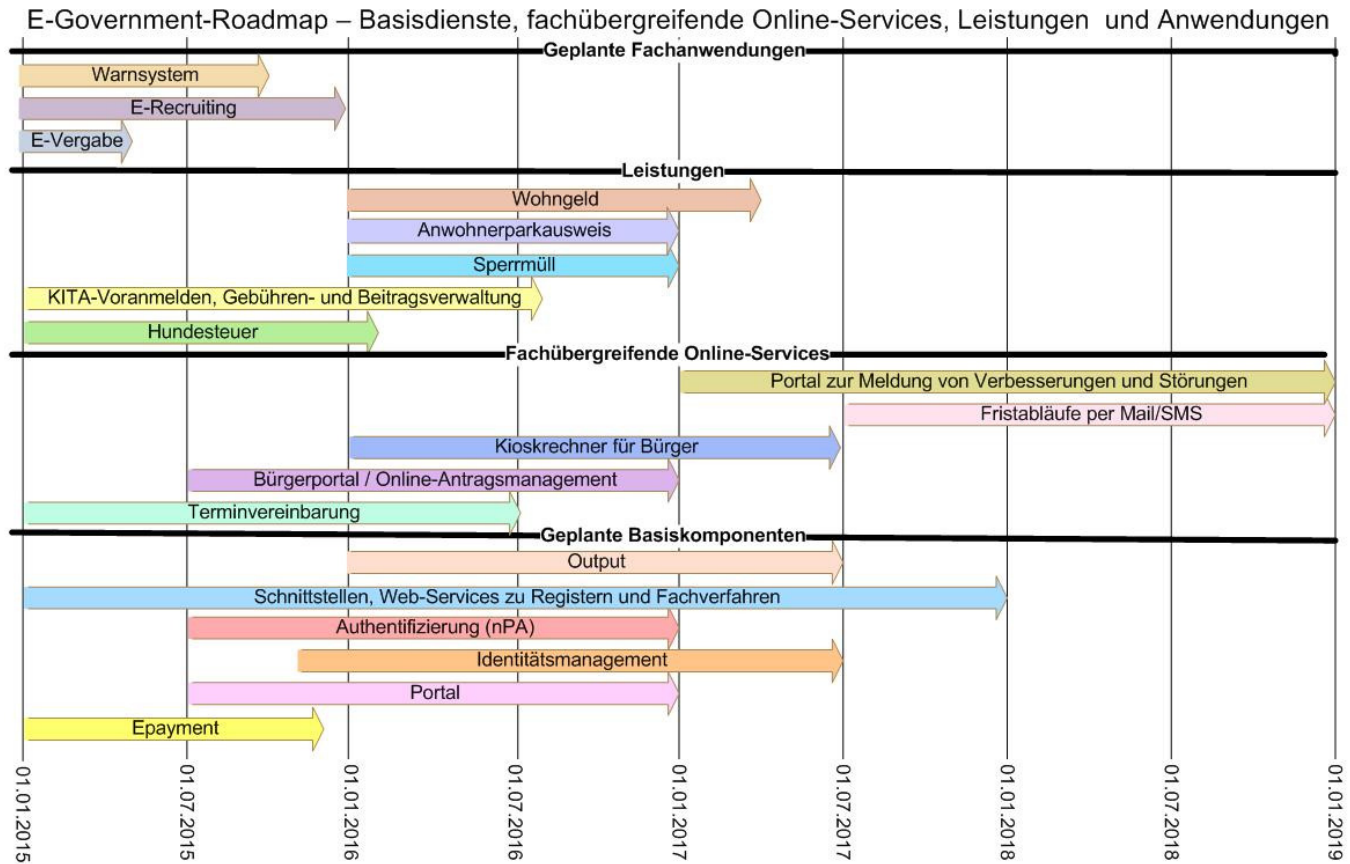 E-Government-Roadmap – Basisdienste, fachübergreifende Online-Services, Leistungen und Anwendungen
Geplante Fachanwendungen
Warnsystem
E-Recruiting
E-Vergabe
Leistungen
Wohngeld
Anwohnerparkausweis
Sperrmüll
KITA-Voranmelden, Gebühren- und Beitragsverwaltung
Hundesteuer
Fachübergreifende Online-Services
Portal zur Meldung von Verbesserungen und Störungen
Fristabläufe per Mail/SMS
Kioskrechner für Bürger
Bürgerportal / Online-Antragsmanagement
Terminvereinbarung
Geplante Basiskomponenten
Output
Schnittstellen, Web-Services zu Registern und Fachverfahren
Authentifizierung (nPA)
Identitätsmanagement
Portal
Epayment
01.01.2015
01.07.2015
01.01.2016
01.07.2016
01.01.2017
01.07.2017
01.01.2018
01.07.2018
01.01.2019